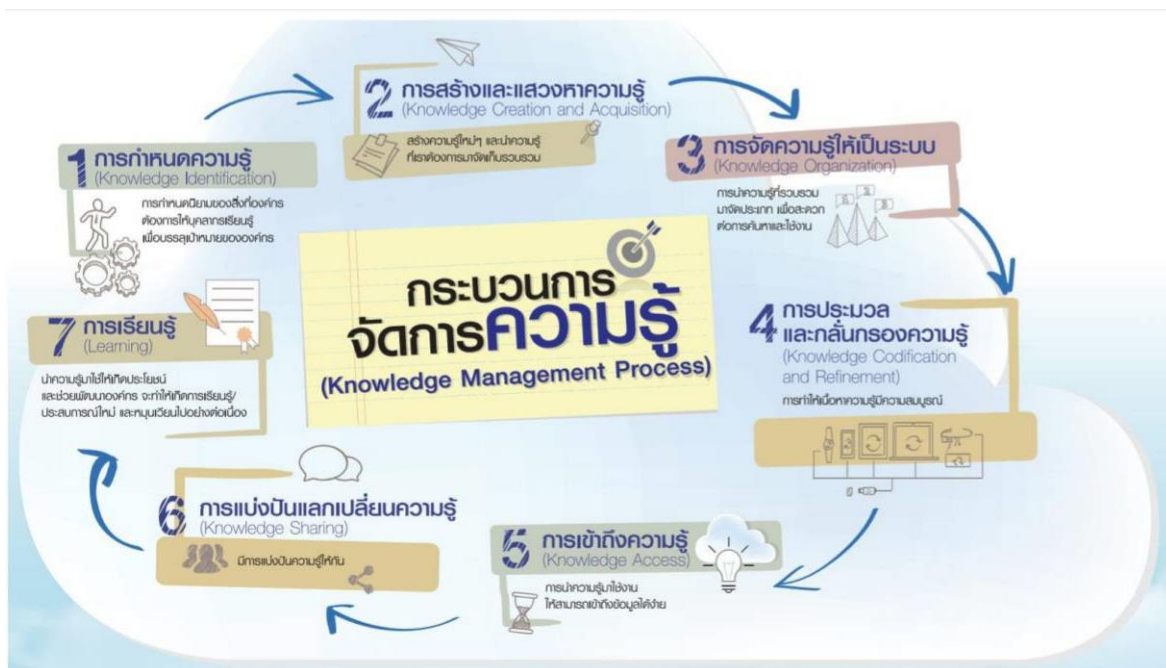 กระบวนการ
จัดการความรู้
(Knowledge Management Process)
1 การกำหนดความรู้
(Knowledge Identification)
การกำหนดนิยามของสิ่งที่องค์กร
ต้องการให้บุคลากรเรียนรู้
เพื่อบรรลุเป้าหมายขององค์กร
2 การสร้างและแสวงหาความรู้
(Knowledge Creation and Acquisition)
สร้างความรู้ใหม่ๆ และนำความรู้
ที่เราต้องการมาจัดเก็บรวบรวม
3 การจัดความรู้ให้เป็นระบบ
(Knowledge Organization)
การนำความรู้ที่รวบรวม
มาจัดประเภท เพื่อสะดวก
ต่อการค้นหาและใช้งาน
4 การประมวล
และกลั่นกรองความรู้
(Knowledge Codification
and Refinement)
การทำให้เนื้อหาความรู้มีความสมบูรณ์
5 การเข้าถึงความรู้
(Knowledge Access)
การนำความรู้มาใช้งาน
ให้สามารถเข้าถึงข้อมูลได้ง่าย
6 การแบ่งปันแลกเปลี่ยนความรู้
(Knowledge Sharing)
มีการแบ่งปันความรู้ให้กัน
7 การเรียนรู้
(Learning)
นำความรู้มาใช้ให้เกิดประโยชน์
และช่วยพัฒนาองค์กร จะทำให้เกิดการเรียนรู้/
ประสบการณ์ใหม่ และหมุนเวียนไปอย่างต่อเนื่อง